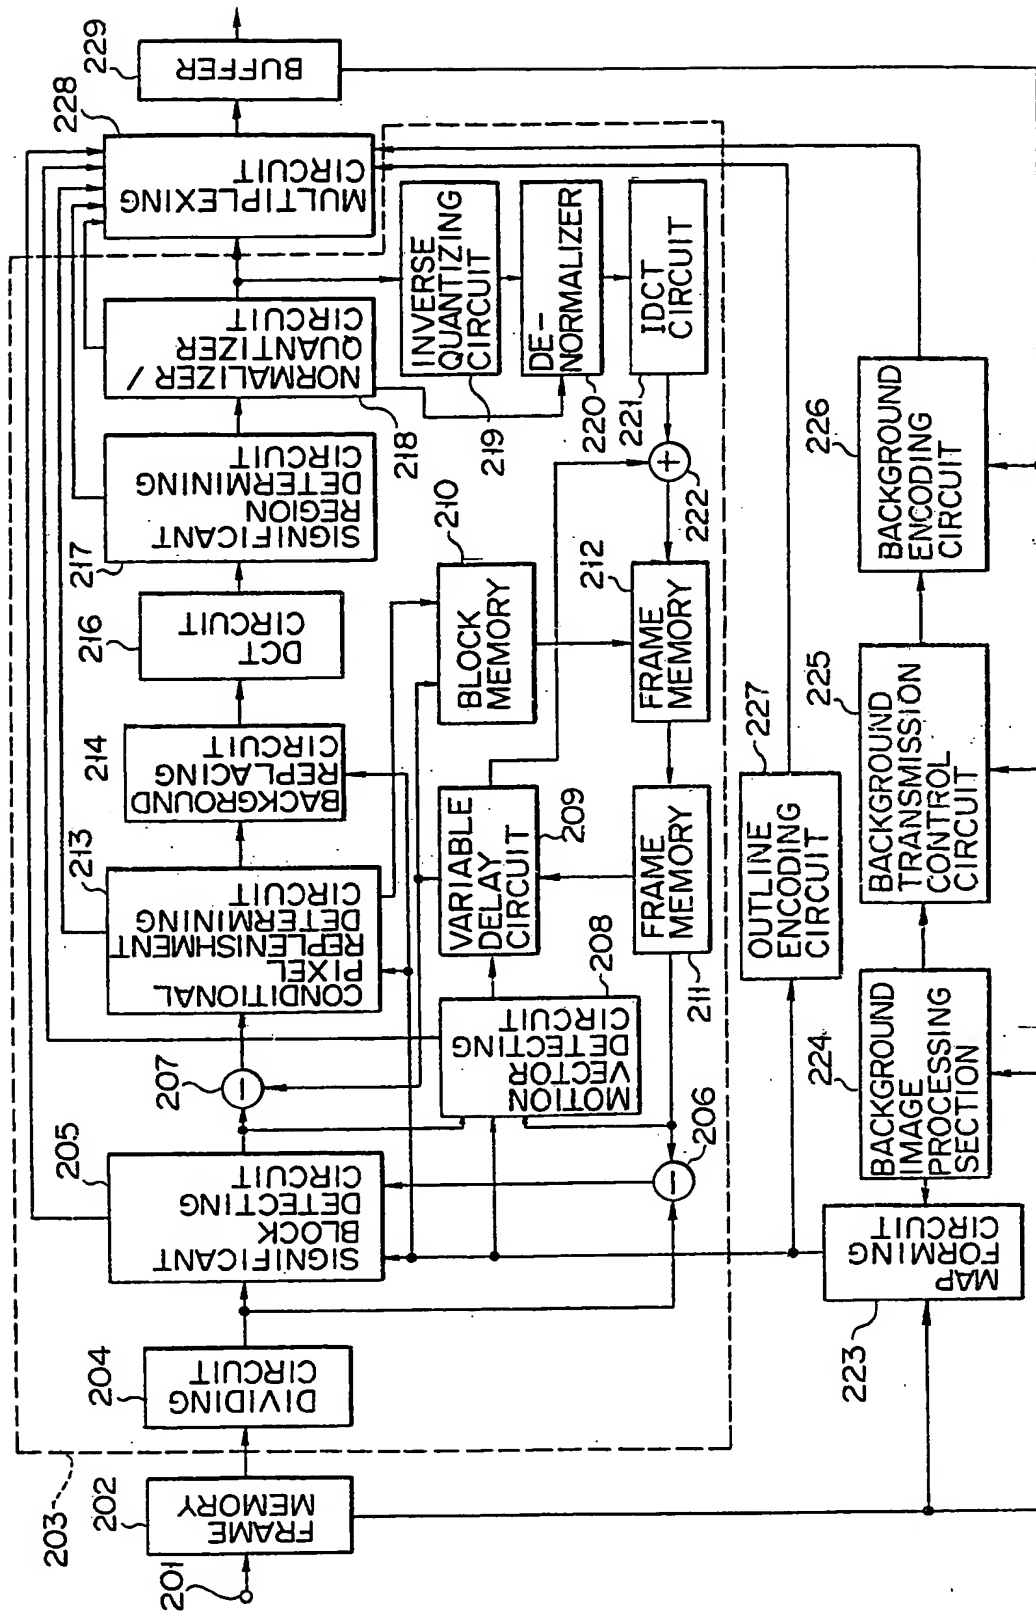 201
202
FRAME
MEMORY
203
204
DIVIDING
CIRCUIT
205
SIGNIFICANT
BLOCK
DETECTING
CIRCUIT
206
207
208
MOTION
VECTOR
DETECTING
CIRCUIT
209
VARIABLE
DELAY
CIRCUIT
210
BLOCK
MEMORY
211
FRAME
MEMORY
212
FRAME
MEMORY
213
CONDITIONAL
PIXEL
REPLENISHMENT
DETERMINING
CIRCUIT
214
BACKGROUND
REPLACING
CIRCUIT
216
DCT
CIRCUIT
217
SIGNIFICANT
REGION
DETERMINING
CIRCUIT
218
NORMALIZER /
QUANTIZER
CIRCUIT
219
INVERSE
QUANTIZING
CIRCUIT
220
DE-
NORMALIZER
221
IDCT
CIRCUIT
222
+
223
MAP
FORMING
CIRCUIT
224
BACKGROUND
IMAGE
PROCESSING
SECTION
225
BACKGROUND
TRANSMISSION
CONTROL
CIRCUIT
226
BACKGROUND
ENCODING
CIRCUIT
227
OUTLINE
ENCODING
CIRCUIT
228
MULTIPLEXING
CIRCUIT
229
BUFFER